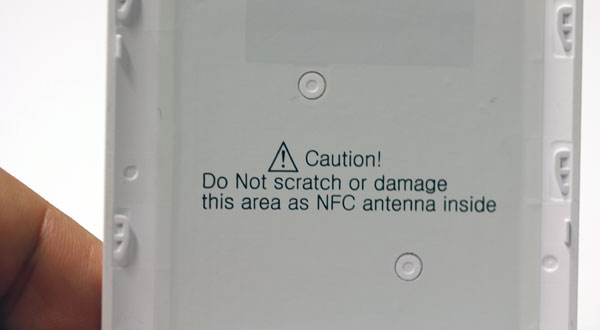 Caution!
Do Not scratch or damage
this area as NFC antenna inside